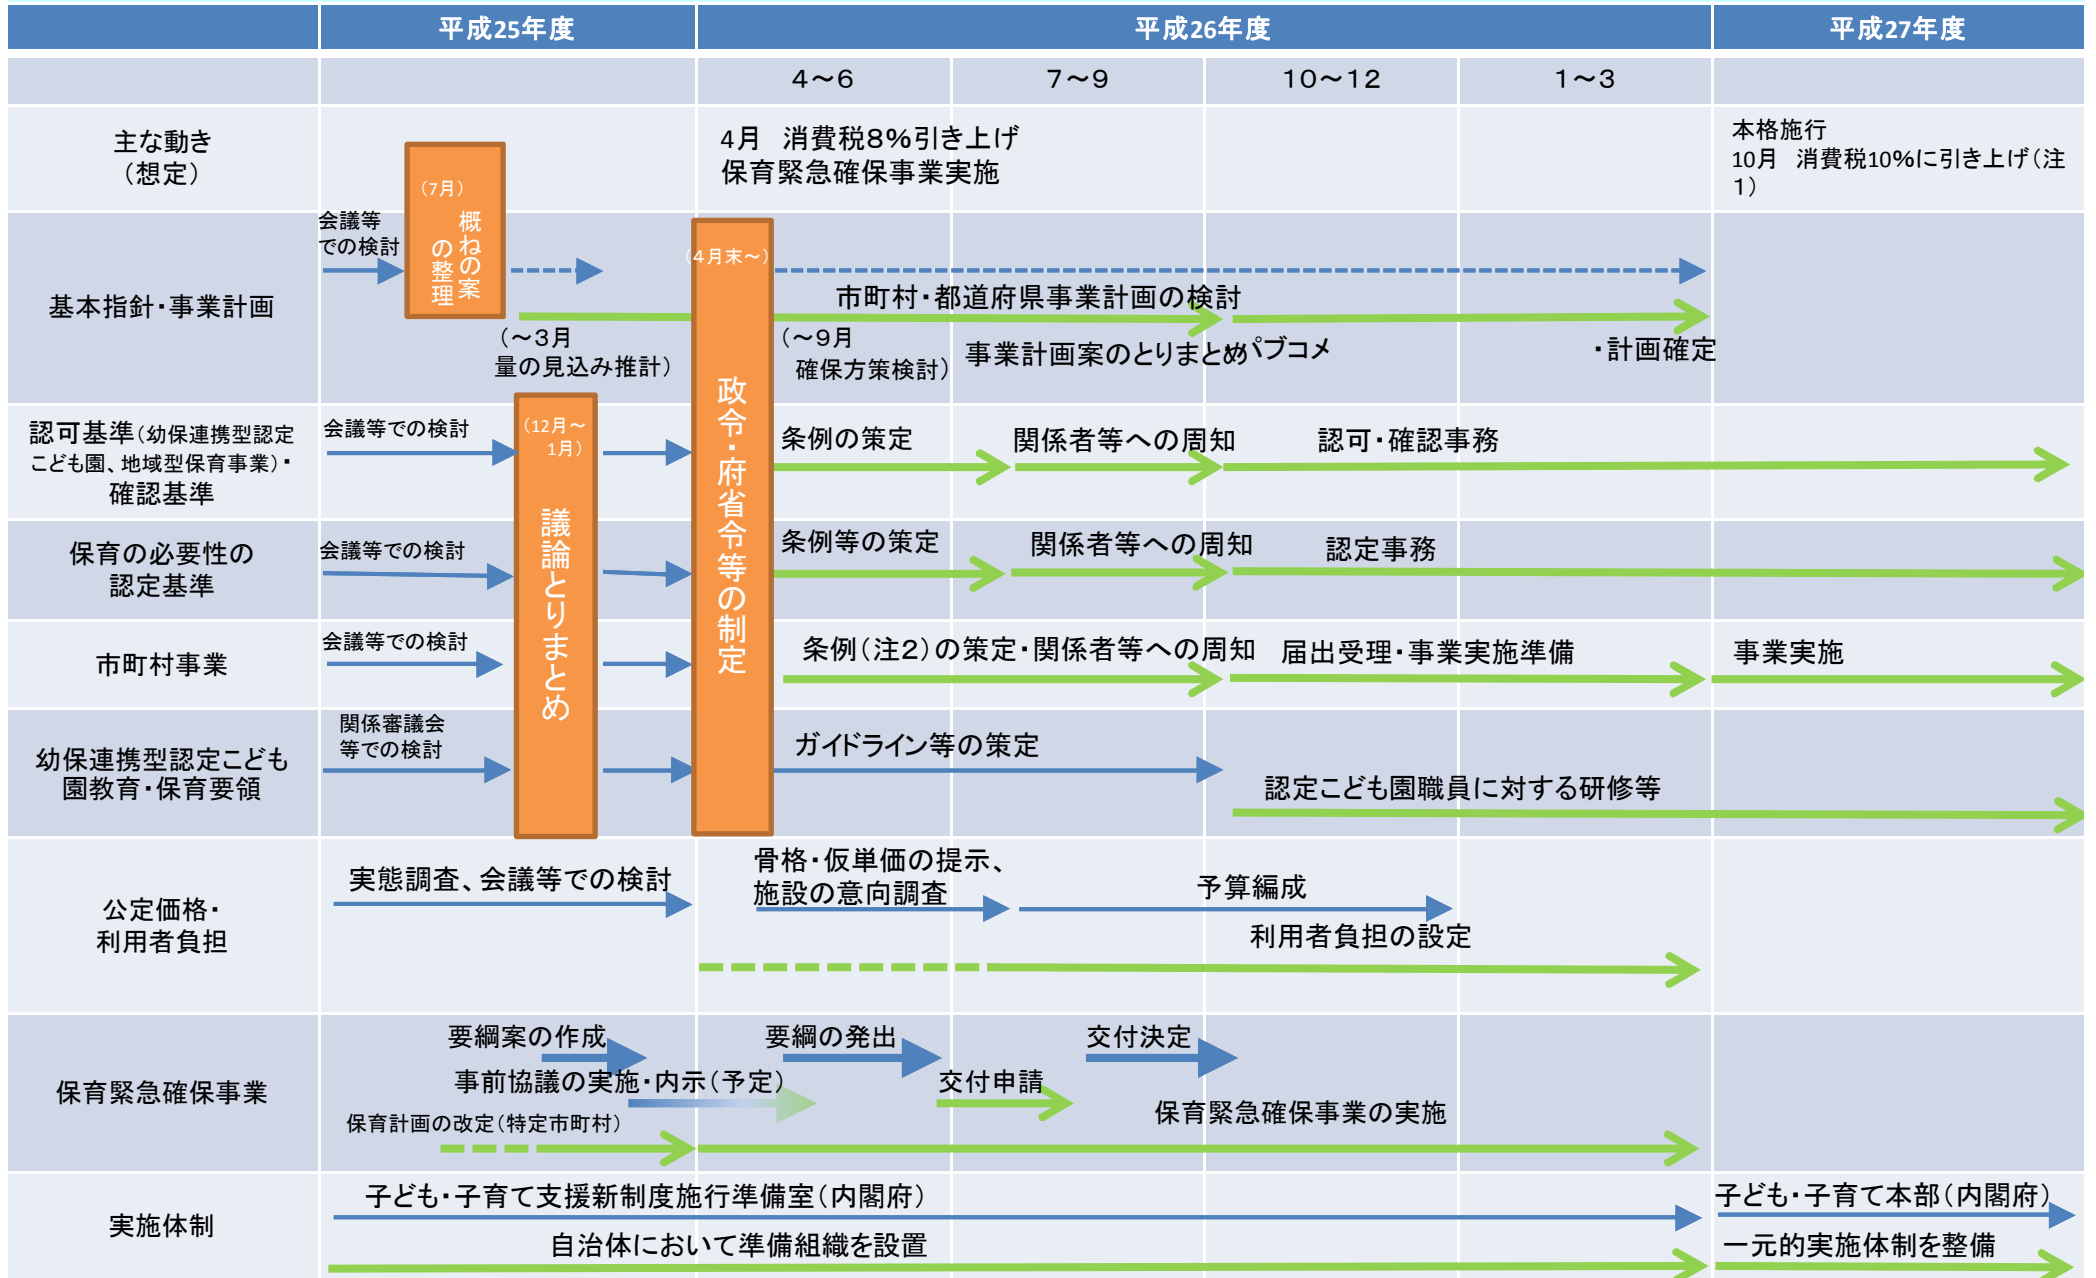 平成25年度
平成26年度
平成27年度
4～6
7～9
10～12
1～3
主な動き
（想定）
4月　消費税8%引き上げ
保育緊急確保事業実施
本格施行
10月　消費税10%に引き上げ（注
1）
基本指針・事業計画
会議等
での検討
（7月）
概ねの案
の整理
（4月末～）
政令・府省令等の制定
市町村・都道府県事業計画の検討
（～3月
量の見込み推計）
（～9月
確保方策検討）
事業計画案のとりまとめ
・パブコメ
・計画確定
認可基準（幼保連携型認定
こども園、地域型保育事業）・
確認基準
会議等での検討
（12月～
1月）
議論とりまとめ
条例の策定
関係者等への周知
認可・確認事務
保育の必要性の
認定基準
会議等での検討
条例等の策定
関係者等への周知
認定事務
市町村事業
会議等での検討
条例（注2）の策定・関係者等への周知
届出受理・事業実施準備
事業実施
幼保連携型認定こども
園教育・保育要領
関係審議会
等での検討
ガイドライン等の策定
認定こども園職員に対する研修等
公定価格・
利用者負担
実態調査、会議等での検討
骨格・仮単価の提示、
施設の意向調査
予算編成
利用者負担の設定
保育緊急確保事業
要綱案の作成
要綱の発出
交付決定
事前協議の実施・内示（予定）
交付申請
保育計画の改定（特定市町村）
保育緊急確保事業の実施
実施体制
子ども・子育て支援新制度施行準備室（内閣府）
子ども・子育て本部（内閣府）
自治体において準備組織を設置
一元的実施体制を整備